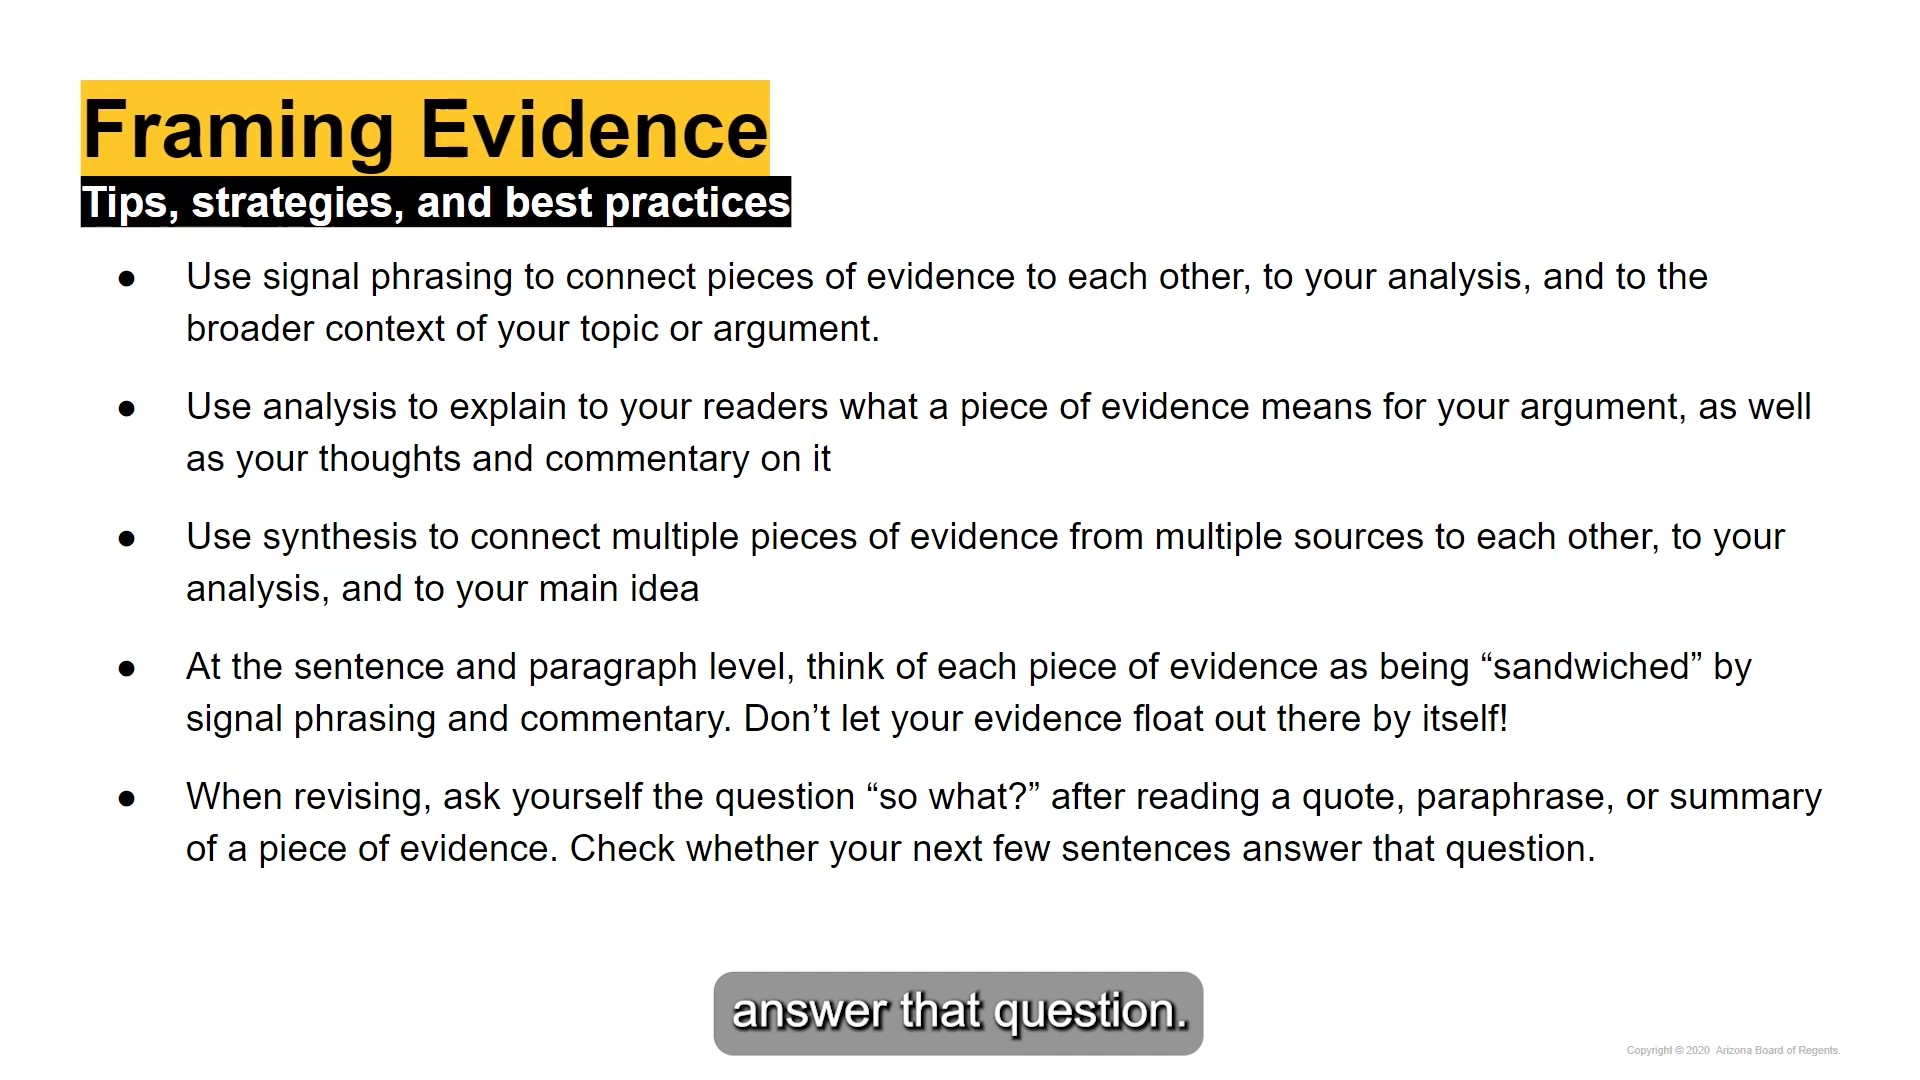 Framing Evidence
Tips, strategies, and best practices
● Use signal phrasing to connect pieces of evidence to each other, to your analysis, and to the
broader context of your topic or argument.
● Use analysis to explain to your readers what a piece of evidence means for your argument, as well
as your thoughts and commentary on it
● Use synthesis to connect multiple pieces of evidence from multiple sources to each other, to your
analysis, and to your main idea
● At the sentence and paragraph level, think of each piece of evidence as being “sandwiched” by
signal phrasing and commentary. Don’t let your evidence float out there by itself!
● When revising, ask yourself the question “so what?” after reading a quote, paraphrase, or summary
of a piece of evidence. Check whether your next few sentences answer that question.
answer that question.
Copyright © 2020 Arizona Board of Regents.